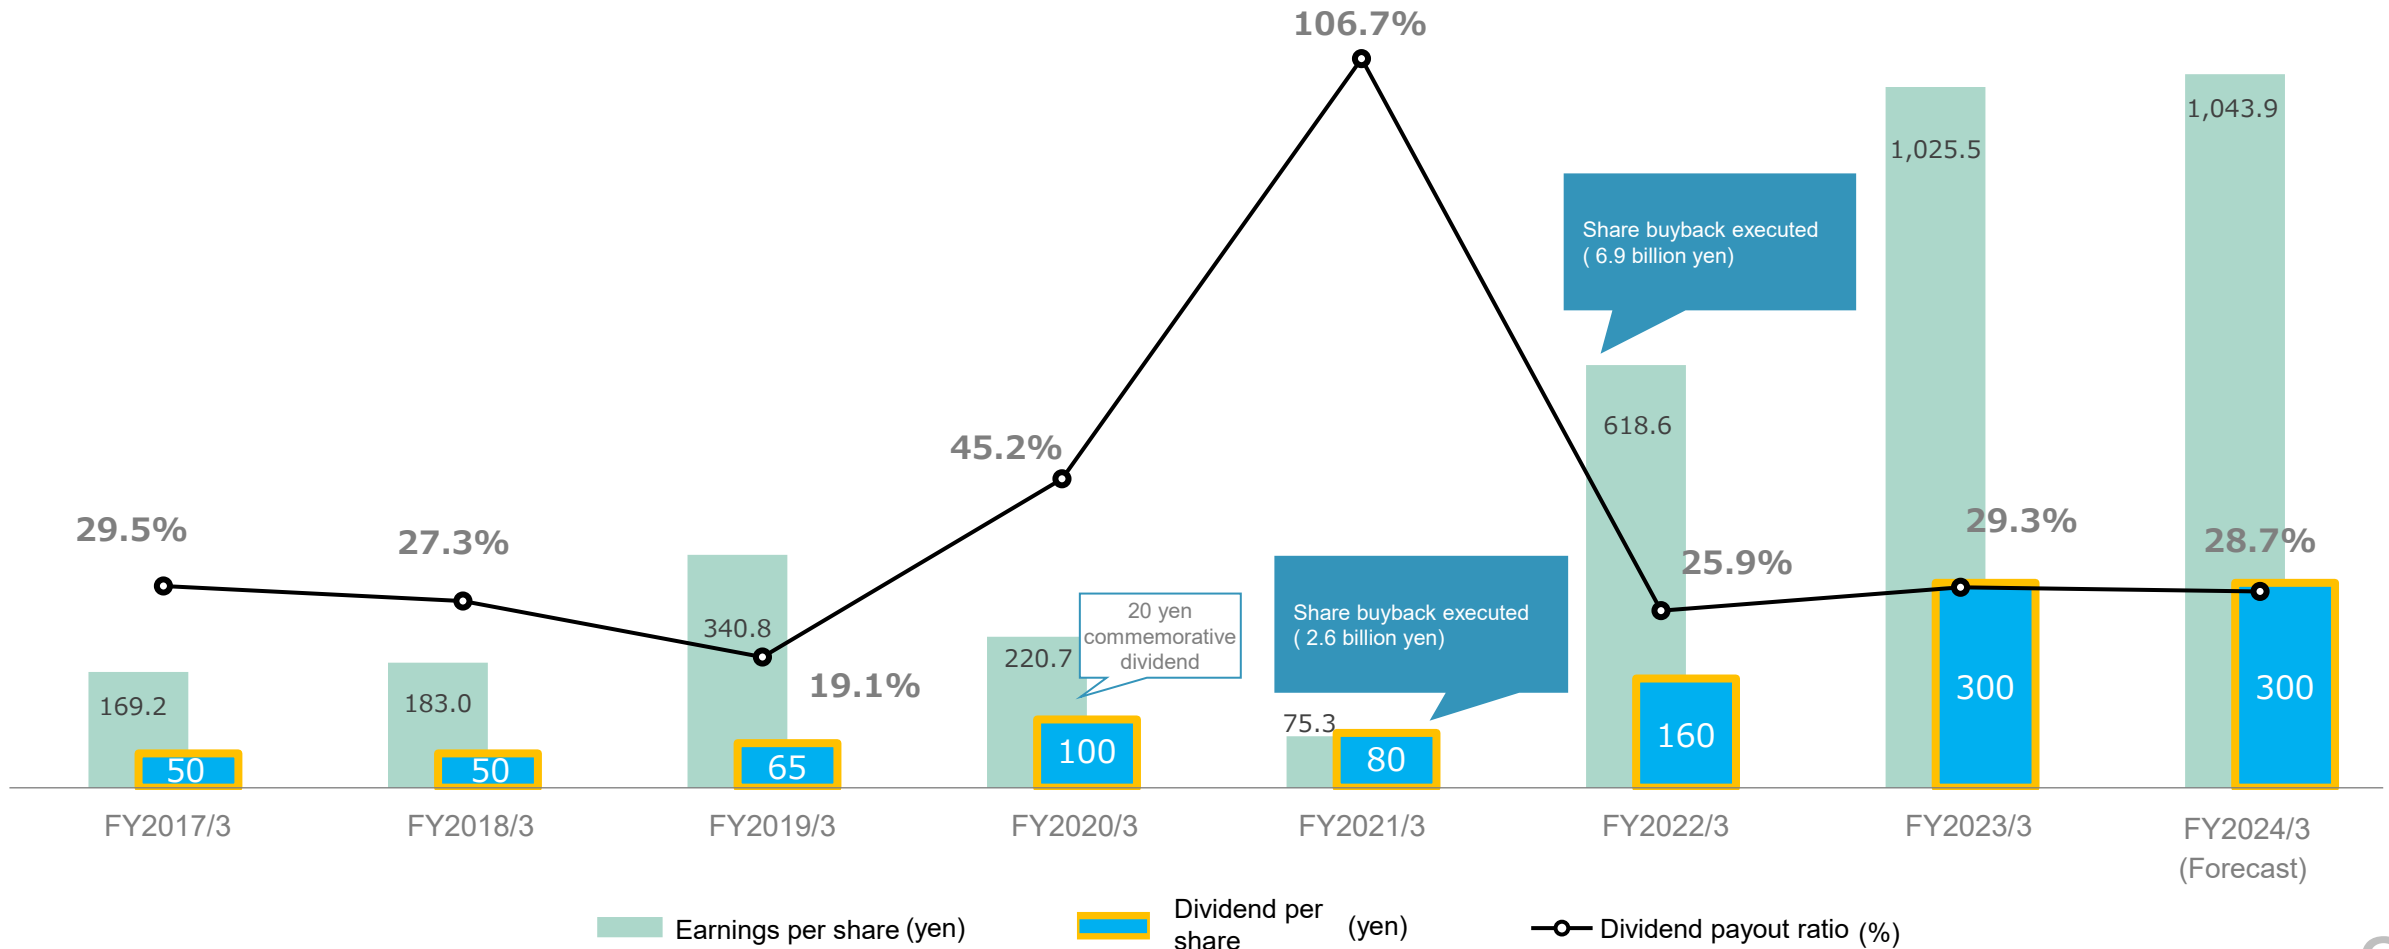 106.7%
1,043.9
1,025.5
Share buyback executed
( 6.9 billion yen)
618.6
45.2%
29.5%
27.3%
29.3%
28.7%
25.9%
340.8
20 yen
commemorative
dividend
Share buyback executed
( 2.6 billion yen)
220.7
19.1%
169.2
183.0
75.3
50
50
65
100
80
160
300
300
FY2017/3
FY2018/3
FY2019/3
FY2020/3
FY2021/3
FY2022/3
FY2023/3
FY2024/3
(Forecast)
Earnings per share (yen)
Dividend per
share
(yen)
Dividend payout ratio (%)